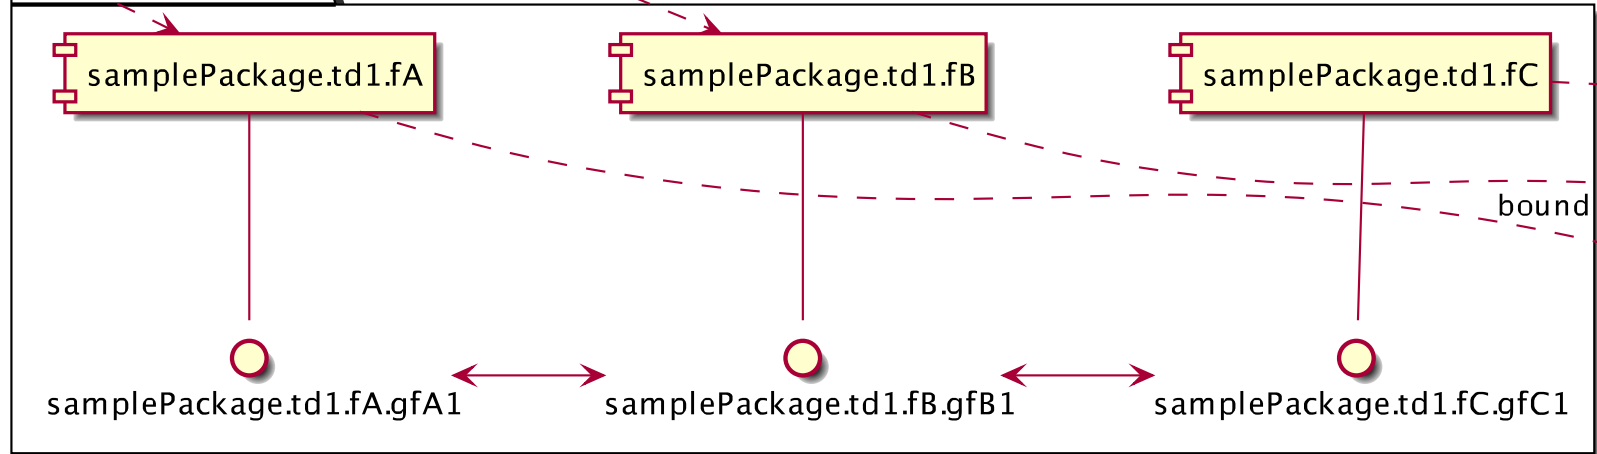 samplePackage.td1.fA
samplePackage.td1.fB
samplePackage.td1.fC
bound
samplePackage.td1.fA.gfA1
samplePackage.td1.fB.gfB1
samplePackage.td1.fC.gfC1